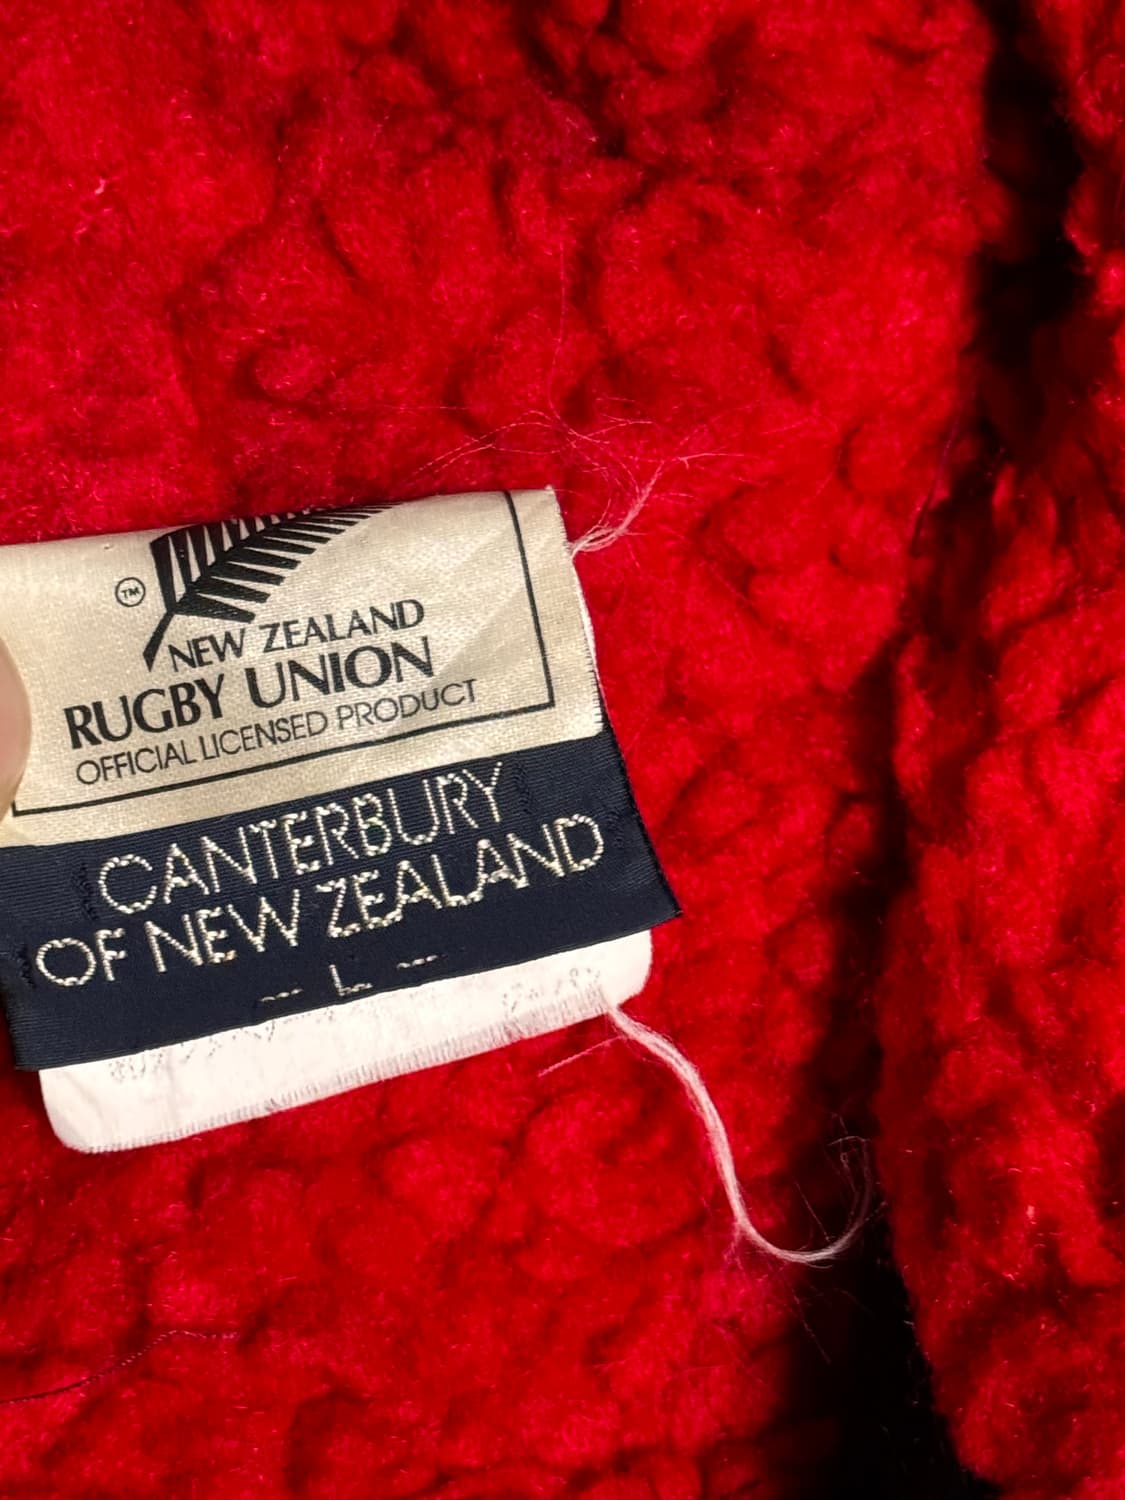 TM
NEW ZEALAND
RUGBY UNION
OFFICIAL LICENSED PRODUCT
CANTERBURY
OF NEW ZEALAND
- L -